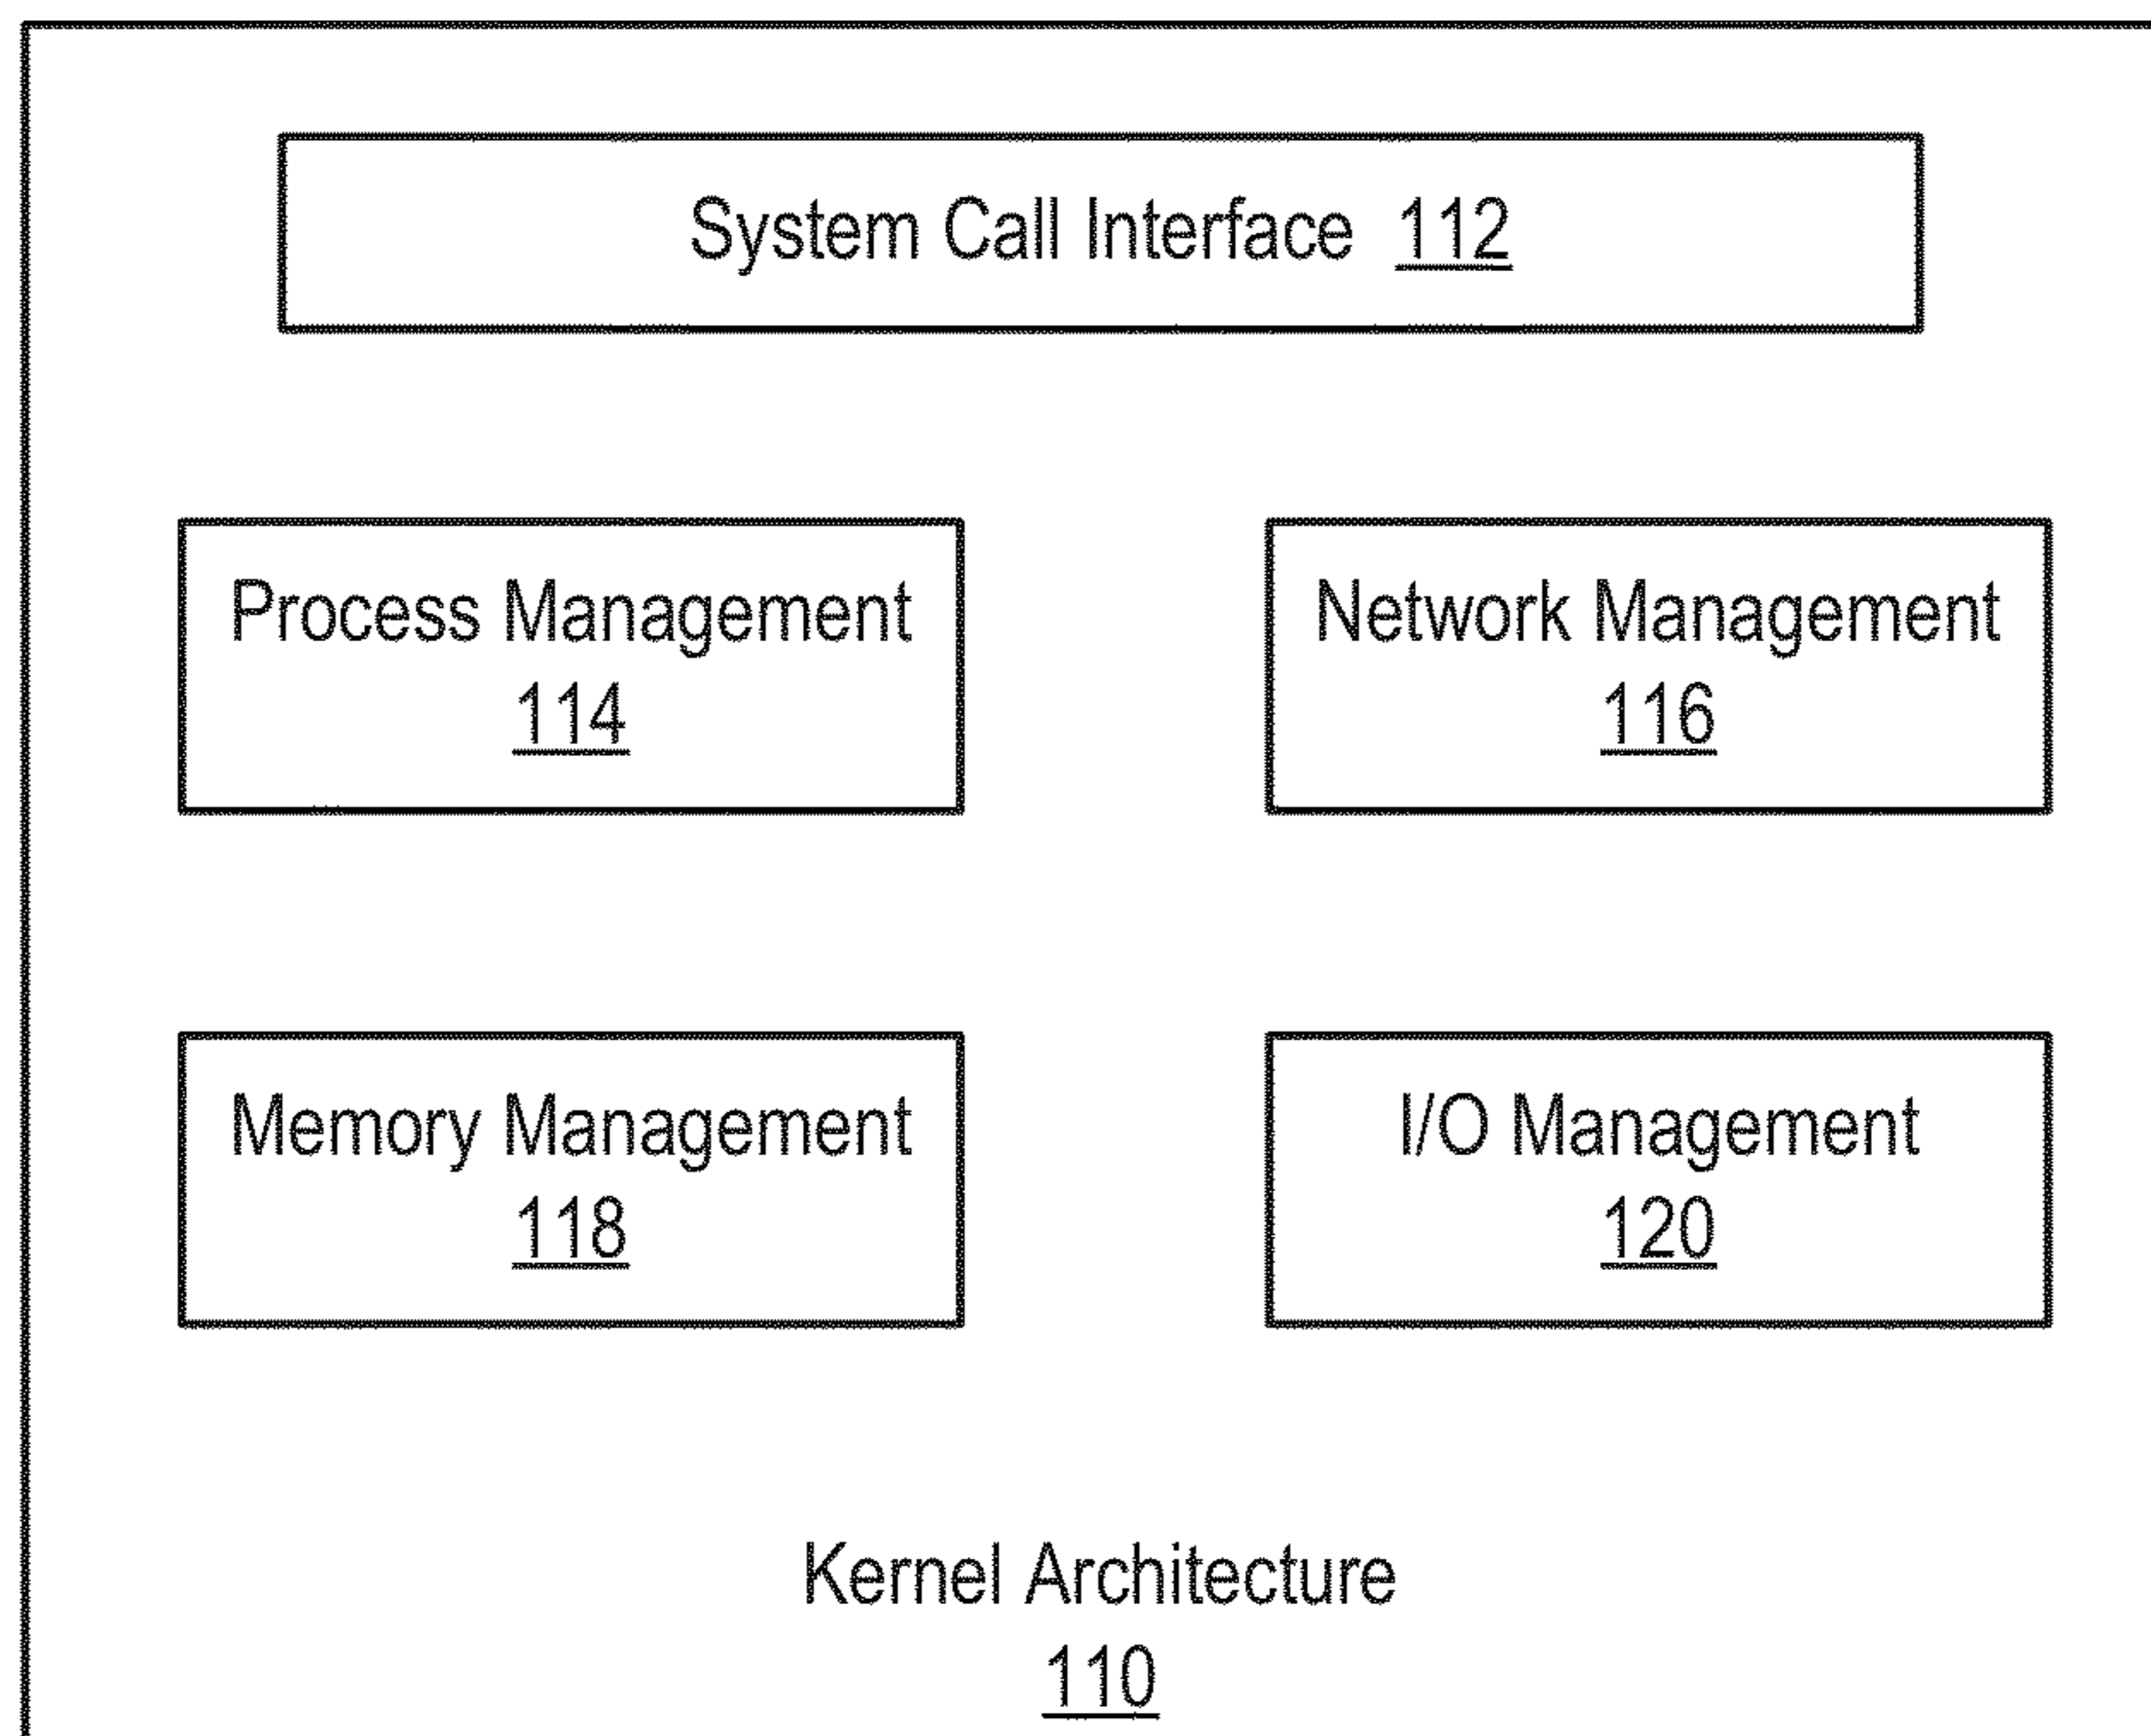 System Call Interface 112
Process Management
114
Network Management
116
Memory Management
118
I/O Management
120
Kernel Architecture
110